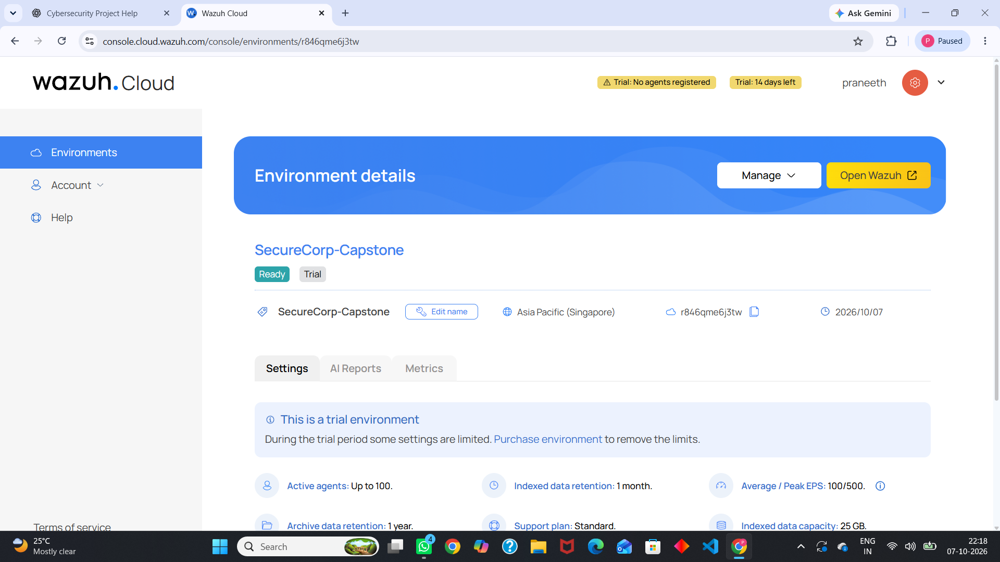 Cybersecurity Project Help
Wazuh Cloud
Ask Gemini
console.cloud.wazuh.com/console/environments/r846qme6j3tw
P
Paused
wazuh. Cloud
Trial: No agents registered
Trial: 14 days left
praneeth
Environments
Account
Help
Environment details
Manage
Open Wazuh
SecureCorp-Capstone
Ready
Trial
SecureCorp-Capstone
Edit name
Asia Pacific (Singapore)
r846qme6j3tw
2026/10/07
Settings
AI Reports
Metrics
This is a trial environment
During the trial period some settings are limited. Purchase environment to remove the limits.
Active agents: Up to 100.
Indexed data retention: 1 month.
Average / Peak EPS: 100/500.
Archive data retention: 1 year.
Support plan: Standard.
Indexed data capacity: 25 GB.
Terms of service
25°C
Mostly clear
Search
4
ENG
IN
22:18
07-10-2026